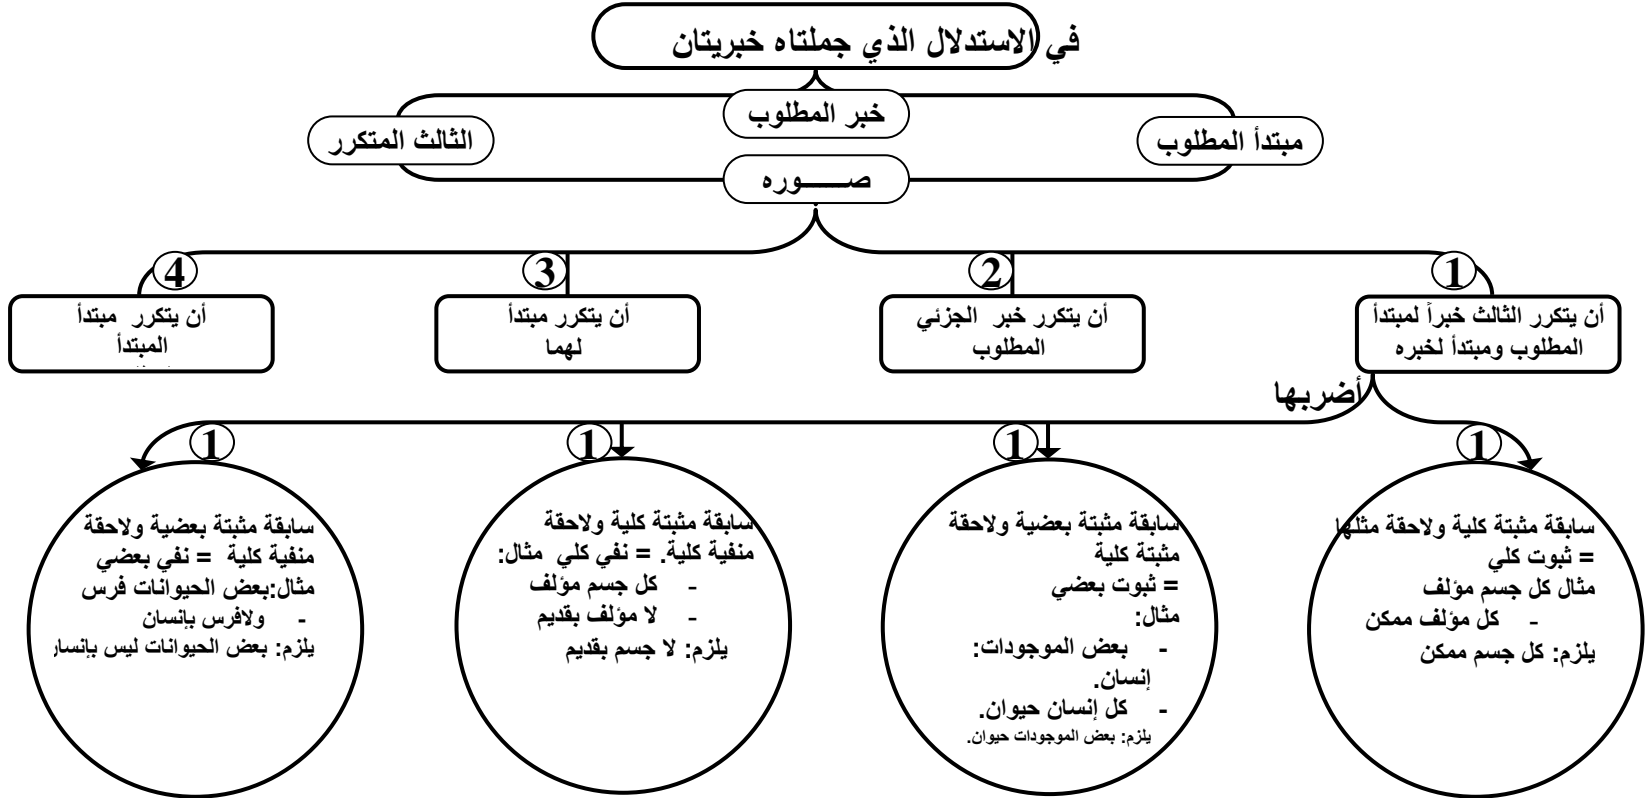 في الاستدلال الذي جملتاه خبريتان
مبتدأ المطلوب
خبر المطلوب
الثالث المتكرر
صـــــوره
1
أن يتكرر الثالث خبراً لمبتدأ
المطلوب ومبتدأ لخبره
2
أن يتكرر خبر الجزئي
المطلوب
3
أن يتكرر مبتدأ
لهما
4
أن يتكرر مبتدأ
المبتدأ
أضربها
1
سابقة مثبتة كلية ولاحقة مثلها
= ثبوت كلي
مثال كل جسم مؤلف
- كل مؤلف ممكن
يلزم: كل جسم ممكن
1
سابقة مثبتة بعضية ولاحقة
مثبتة كلية
= ثبوت بعضي
مثال:
- بعض الموجودات:
إنسان.
- كل إنسان حيوان.
يلزم: بعض الموجودات حيوان.
1
سابقة مثبتة كلية ولاحقة
منفية كلية. = نفي كلي مثال:
- كل جسم مؤلف
- لا مؤلف بقديم
يلزم: لا جسم بقديم
1
سابقة مثبتة بعضية ولاحقة
منفية كلية = نفي بعضي
مثال:بعض الحيوانات فرس
- ولافرس بإنسان
يلزم: بعض الحيوانات ليس بإنسار